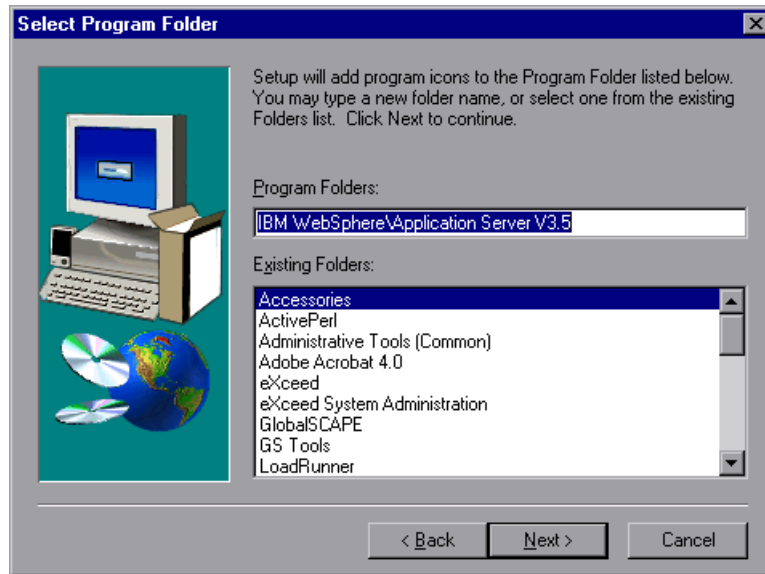 Select Program Folder
Setup will add program icons to the Program Folder listed below.
You may type a new folder name, or select one from the existing
Folders list.  Click Next to continue.
Program Folders:
IBM WebSphere\Application Server V3.5
Existing Folders:
Accessories
ActivePerl
Administrative Tools (Common)
Adobe Acrobat 4.0
eXceed
eXceed System Administration
GlobalSCAPE
GS Tools
LoadRunner
< Back
Next >
Cancel